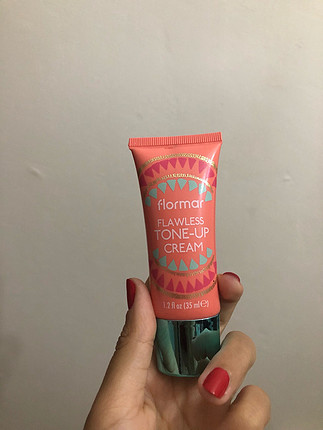 flormar
FLAWLESS
TONE-UP
CREAM
1.2 fl oz (35 ml ℮)